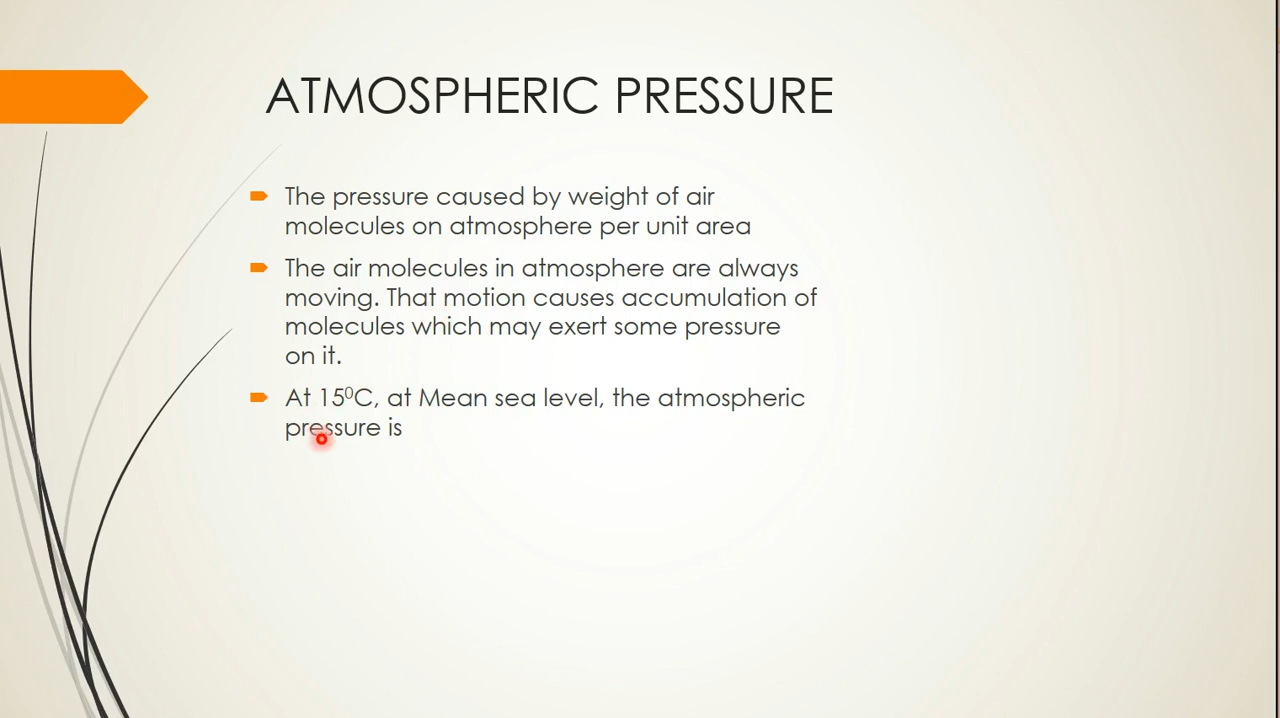 ATMOSPHERIC PRESSURE
The pressure caused by weight of air
molecules on atmosphere per unit area
The air molecules in atmosphere are always
moving. That motion causes accumulation of
molecules which may exert some pressure
on it.
At 15⁰C, at Mean sea level, the atmospheric
pressure is